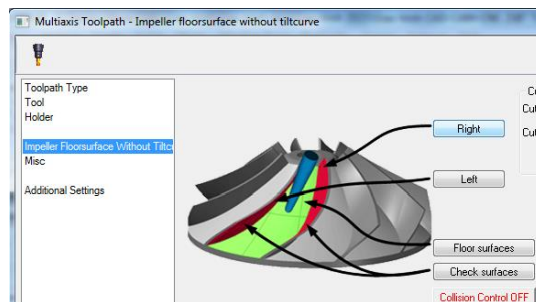 Multiaxis Toolpath - Impeller floorsurface without tiltcurve
Toolpath Type
Tool
Holder
Impeller Floorsurface Without Tiltcu
Misc
Additional Settings
Right
Left
Floor surfaces
Check surfaces
Collision Control OFF
Cut
Cut